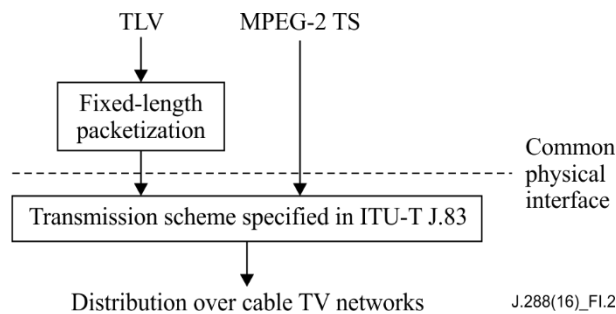 TLV
MPEG-2 TS
Fixed-length
packetization
Common
physical
interface
Transmission scheme specified in ITU-T J.83
Distribution over cable TV networks
J.288(16)_FI.2